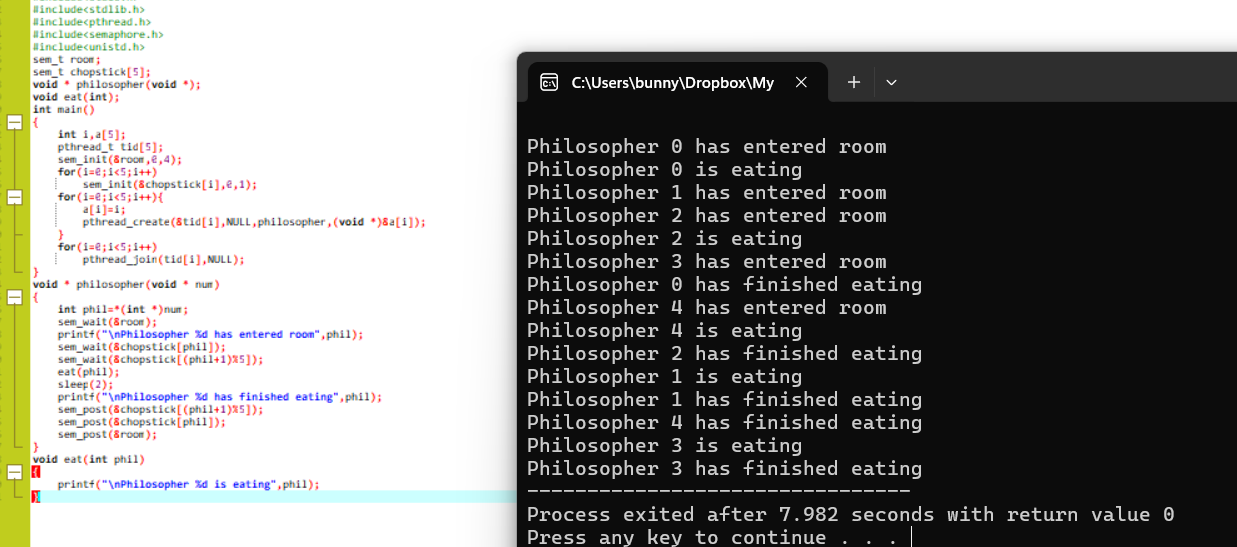 #include<stdlib.h>
#include<pthread.h>
#include<semaphore.h>
#include<unistd.h>
sem_t room;
sem_t chopstick[5];
void * philosopher(void *);
void eat(int);
int main()
{
int i,a[5];
pthread_t tid[5];
sem_init(&room,0,4);
for(i=0;i<5;i++)
sem_init(&chopstick[i],0,1);
for(i=0;i<5;i++){
a[i]=i;
pthread_create(&tid[i],NULL,philosopher,(void *)&a[i]);
}
for(i=0;i<5;i++)
pthread_join(tid[i],NULL);
}
void * philosopher(void * num)
{
int phil=*(int *)num;
sem_wait(&room);
printf("\nPhilosopher %d has entered room",phil);
sem_wait(&chopstick[phil]);
sem_wait(&chopstick[(phil+1)%5]);
eat(phil);
sleep(2);
printf("\nPhilosopher %d has finished eating",phil);
sem_post(&chopstick[(phil+1)%5]);
sem_post(&chopstick[phil]);
sem_post(&room);
}
void eat(int phil)
{
printf("\nPhilosopher %d is eating",phil);
}
C:\Users\bunny\Dropbox\My
Philosopher 0 has entered room
Philosopher 0 is eating
Philosopher 1 has entered room
Philosopher 2 has entered room
Philosopher 2 is eating
Philosopher 3 has entered room
Philosopher 0 has finished eating
Philosopher 4 has entered room
Philosopher 4 is eating
Philosopher 2 has finished eating
Philosopher 1 is eating
Philosopher 1 has finished eating
Philosopher 4 has finished eating
Philosopher 3 is eating
Philosopher 3 has finished eating
--------------------------------
Process exited after 7.982 seconds with return value 0
Press any key to continue . . .